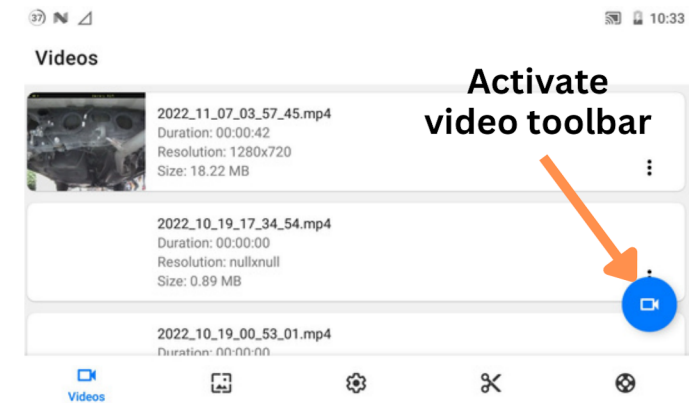 37
10:33
Videos
Activate
video toolbar
2022_11_07_03_57_45.mp4
Duration: 00:00:42
Resolution: 1280x720
Size: 18.22 MB
2022_10_19_17_34_54.mp4
Duration: 00:00:00
Resolution: nullxnull
Size: 0.89 MB
2022_10_19_00_53_01.mp4
Duration: 00:00:00
Videos